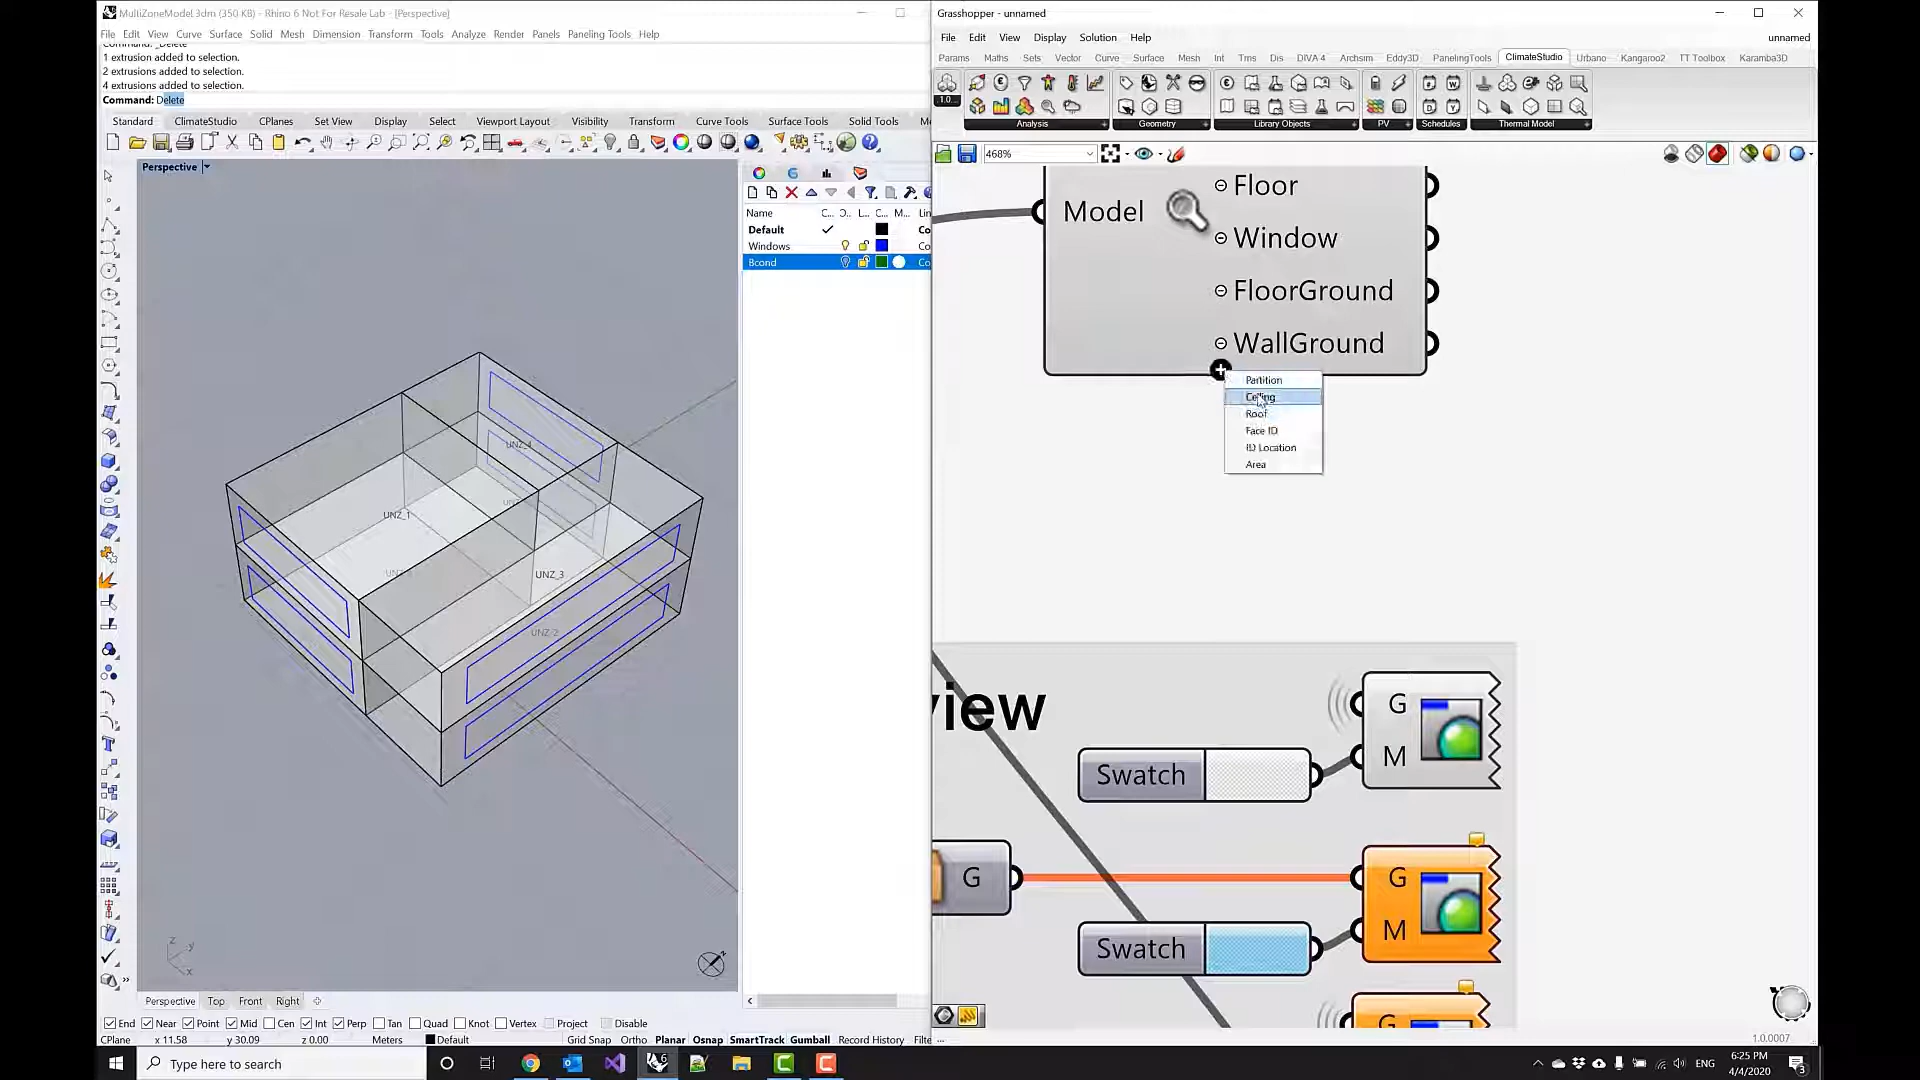 MultiZoneModel 3dm (350 KB) - Rhino 6 Not For Resale Lab - [Perspective]
File Edit View Curve Surface Solid Mesh Dimension Transform Tools Analyze Render Panels Paneling Tools Help
1 extrusion added to selection.
2 extrusions added to selection.
4 extrusions added to selection.
Command: Delete
Standard ClimateStudio CPlanes Set View Display Select Viewport Layout Visibility Transform Curve Tools Surface Tools Solid Tools
Perspective
Name C... O.. L... C... M... Lin
Default Co
Windows Co
Bcond Co
UNZ_4
UNZ_1
UNZ_3
UNZ_2
z y x
Perspective Top Front Right
End Near Point Mid Cen Int Perp Tan Quad Knot Vertex Project Disable
CPlane x 11.58 y 30.09 z 0.00 Meters Default Grid Snap Ortho Planar Osnap SmartTrack Gumball Record History Filte
Grasshopper - unnamed
File Edit View Display Solution Help unnamed
Params Maths Sets Vector Curve Surface Mesh Int Trns Dis DIVA 4 Archsim Eddy3D PanelingTools ClimateStudio Urbano Kangaroo2 TT Toolbox Karamba3D
1.0...
Analysis Geometry Library Objects PV Schedules Thermal Model
468%
Model
Floor
Window
FloorGround
WallGround
Partition
Ceiling
Roof
Face ID
ID Location
Area
view
G
Swatch M
G G
Swatch M
G
1.0.0007
Type here to search
ENG
6:25 PM
4/4/2020
3